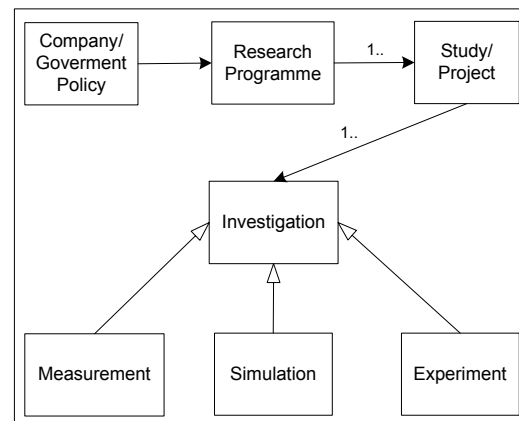 Company/
Goverment
Policy
Research
Programme
1..
Study/
Project
1..
Investigation
Measurement
Simulation
Experiment